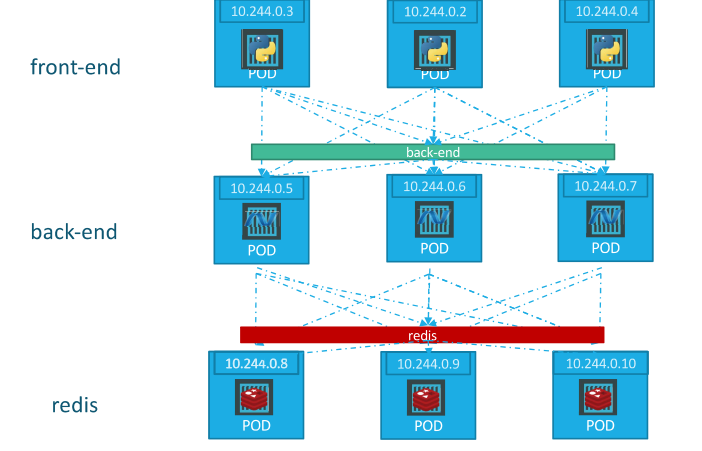 10.244.0.3
10.244.0.2
10.244.0.4
front-end
POD
POD
POD
back-end
10.244.0.5
10.244.0.6
10.244.0.7
back-end
POD
POD
POD
redis
10.244.0.8
10.244.0.9
10.244.0.10
redis
POD
POD
POD